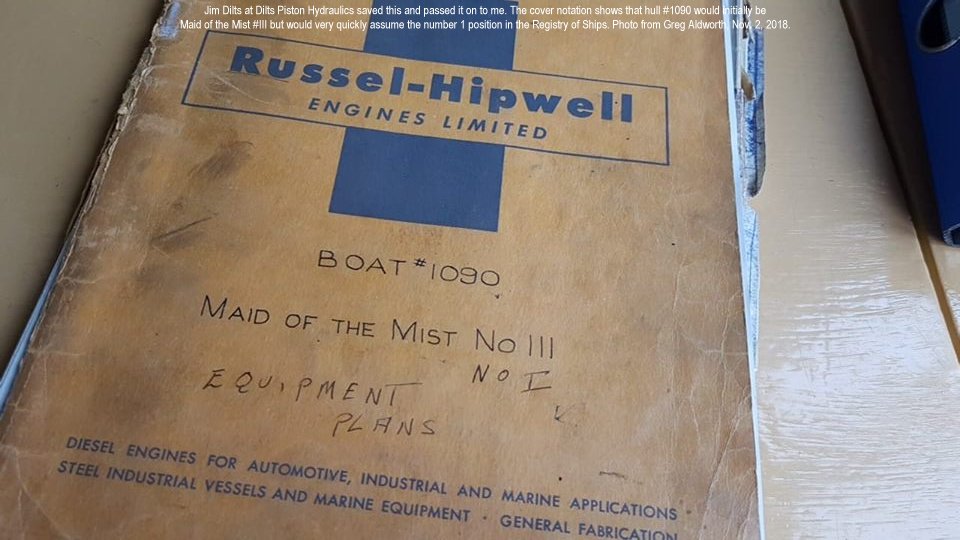 Jim Dilts at Dilts Piston Hydraulics saved this and passed it on to me. The cover notation shows that hull #1090 would initially be
Maid of the Mist #III but would very quickly assume the number 1 position in the Registry of Ships. Photo from Greg Aldworth, Nov, 2, 2018.
Russel-Hipwell
ENGINES LIMITED
BOAT #1090
MAID OF THE MIST NO III
NO I
EQUIPMENT
PLANS
DIESEL ENGINES FOR AUTOMOTIVE, INDUSTRIAL AND MARINE APPLICATIONS ·
STEEL INDUSTRIAL VESSELS AND MARINE EQUIPMENT · GENERAL FABRICATION